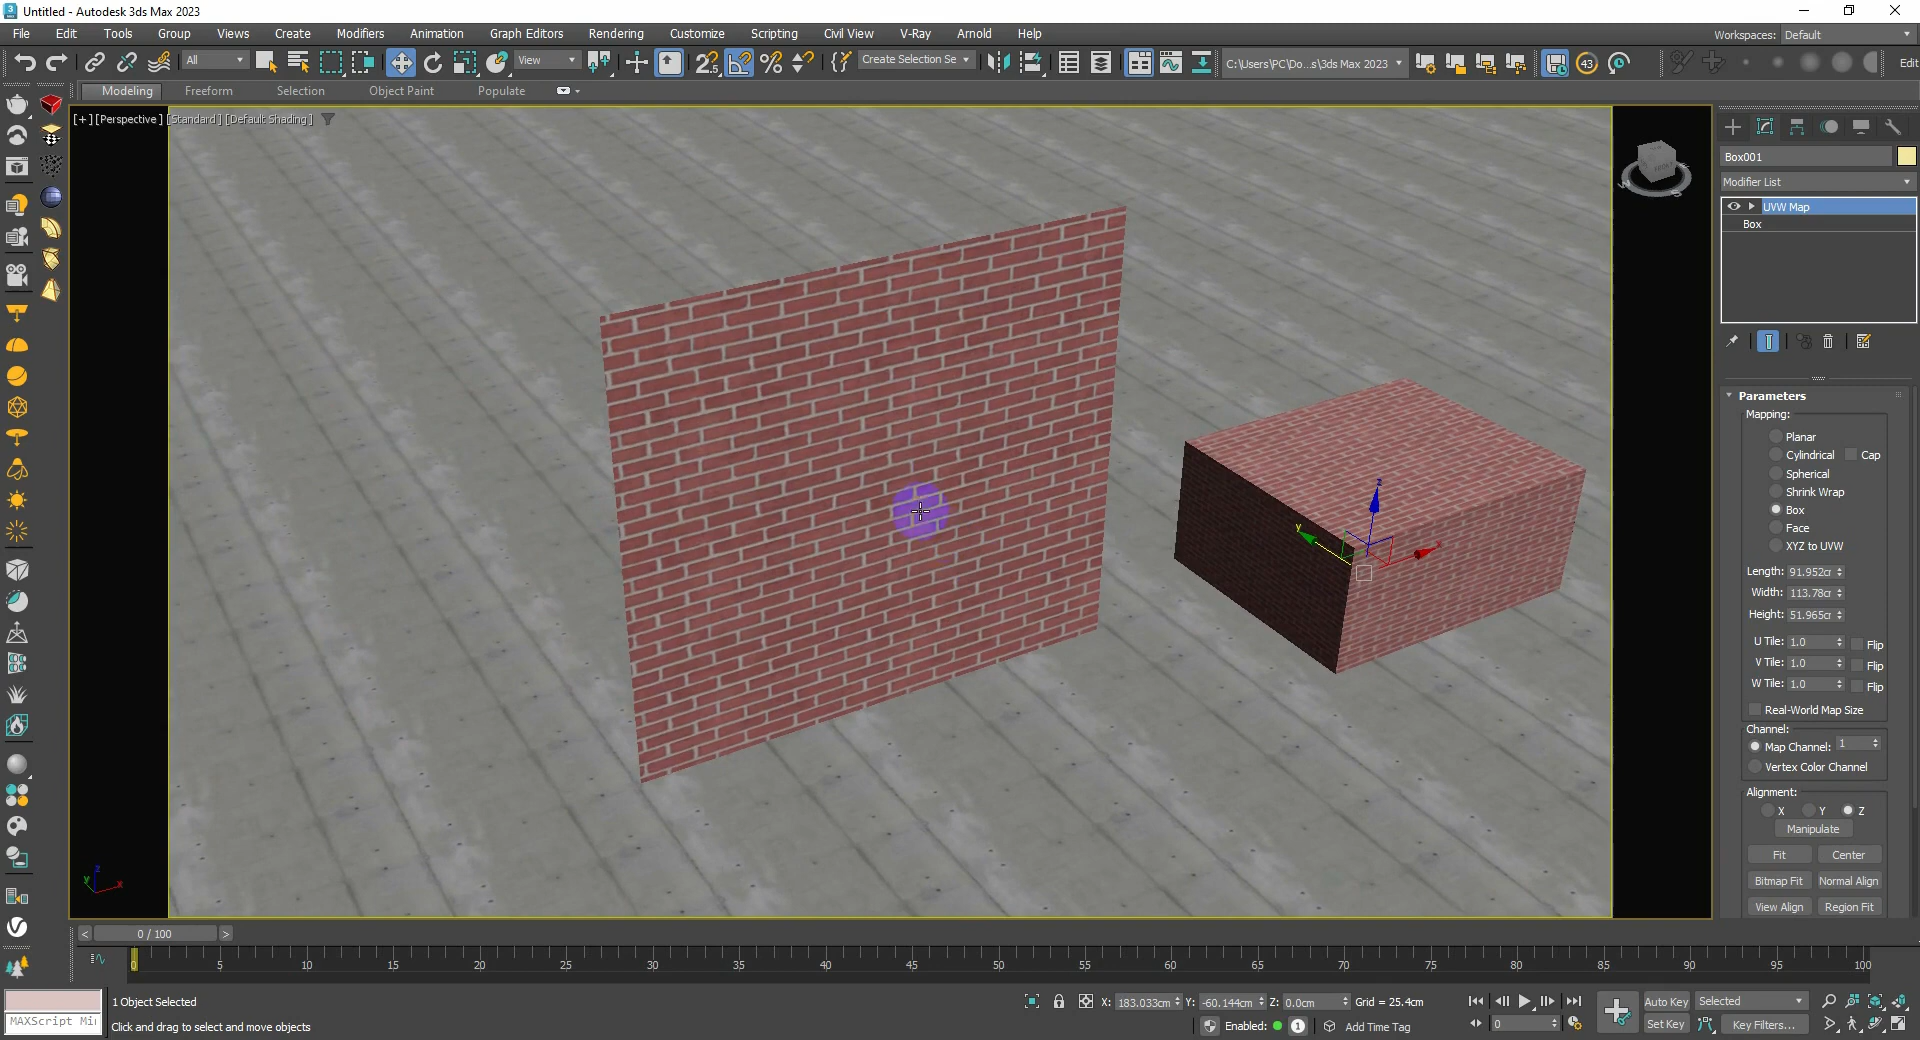 Untitled - Autodesk 3ds Max 2023
File Edit Tools Group Views Create Modifiers Animation Graph Editors Rendering Customize Scripting Civil View V-Ray Arnold Help
Workspaces: Default
All View Create Selection Se C:\Users\PC\Do...s\3ds Max 2023 43 Edit
Modeling Freeform Selection Object Paint Populate
[+] [Perspective] [Standard] [Default Shading]
Box001
Modifier List
UVW Map
Box
Parameters
Mapping:
Planar
Cylindrical Cap
Spherical
Shrink Wrap
Box
Face
XYZ to UVW
Length: 91.952cr
Width: 113.78cr
Height: 51.965cr
U Tile: 1.0 Flip
V Tile: 1.0 Flip
W Tile: 1.0 Flip
Real-World Map Size
Channel:
Map Channel: 1
Vertex Color Channel
Alignment:
X Y Z
Manipulate
Fit Center
Bitmap Fit Normal Align
View Align Region Fit
z
y
z
y x
< 0 / 100 >
0 5 10 15 20 25 30 35 40 45 50 55 60 65 70 75 80 85 90 95 100
1 Object Selected
X: 183.033cm Y: -60.144cm Z: 0.0cm Grid = 25.4cm
Auto Key Selected
MAXScript Mi
Click and drag to select and move objects
Enabled: 1 Add Time Tag
0
Set Key Key Filters...